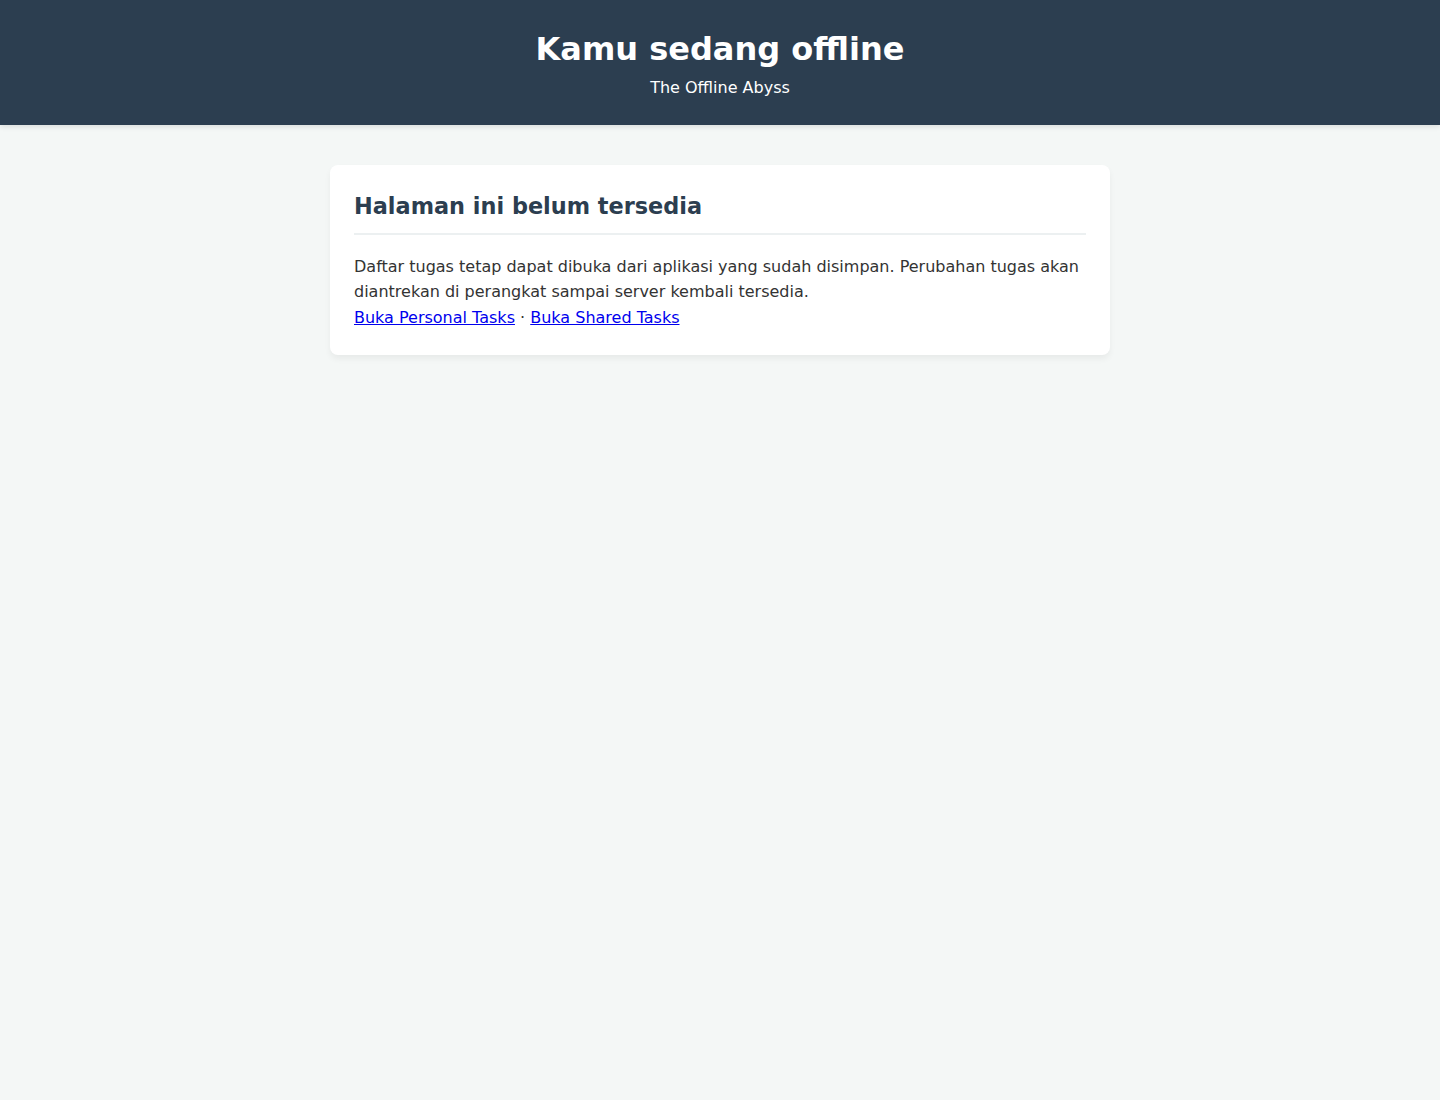 Kamu sedang offline
The Offline Abyss
Halaman ini belum tersedia
Daftar tugas tetap dapat dibuka dari aplikasi yang sudah disimpan. Perubahan tugas akan
diantrekan di perangkat sampai server kembali tersedia.
Buka Personal Tasks · Buka Shared Tasks